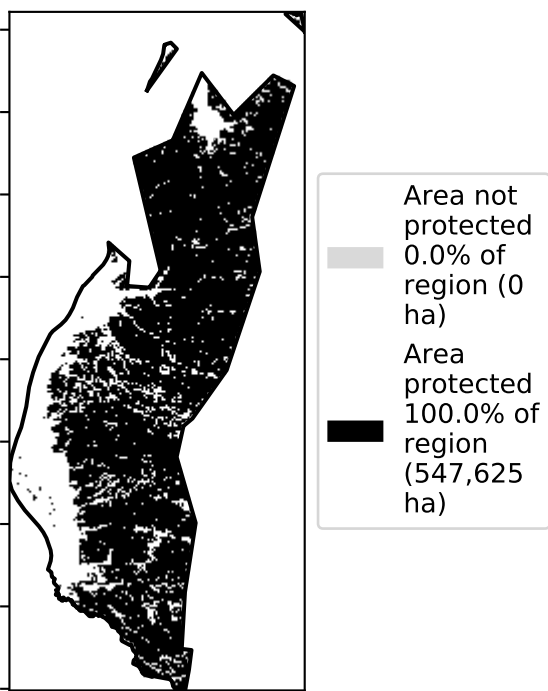 Area not
protected
0.0% of
region (0
ha)
Area
protected
100.0% of
region
(547,625
ha)